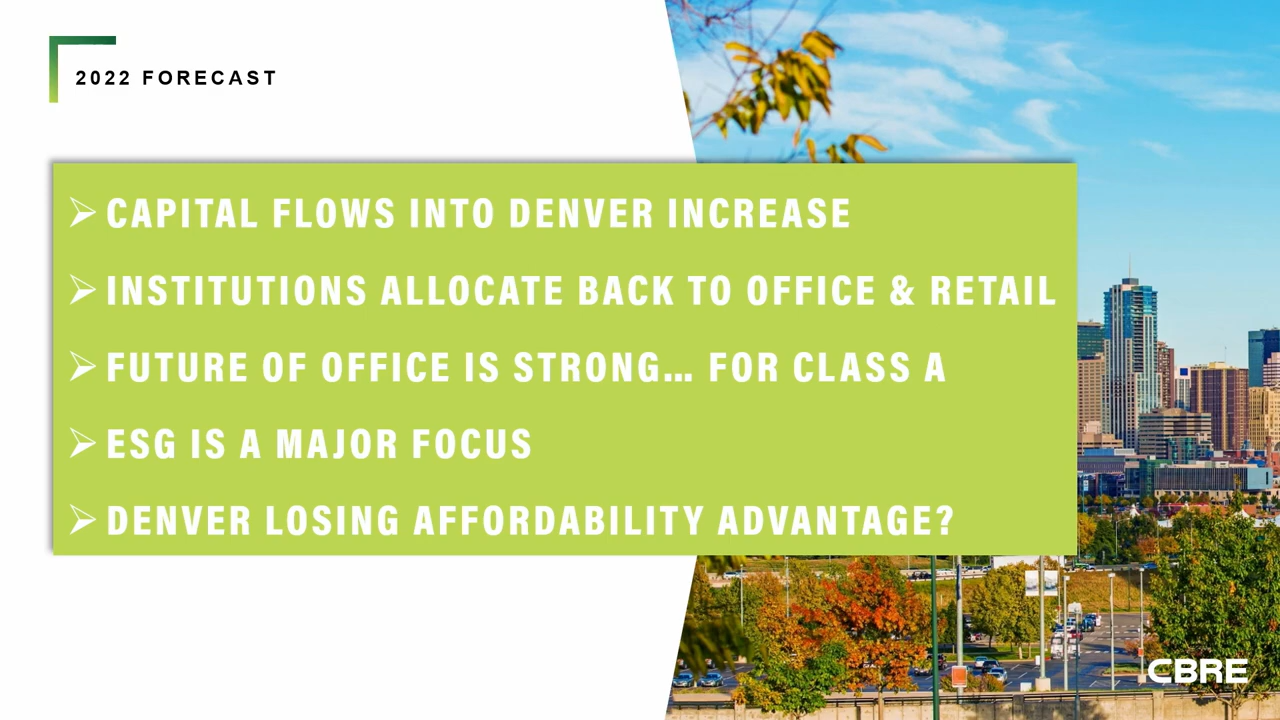 2022 FORECAST
➢ CAPITAL FLOWS INTO DENVER INCREASE
➢ INSTITUTIONS ALLOCATE BACK TO OFFICE & RETAIL
➢ FUTURE OF OFFICE IS STRONG... FOR CLASS A
➢ ESG IS A MAJOR FOCUS
➢ DENVER LOSING AFFORDABILITY ADVANTAGE?
CBRE